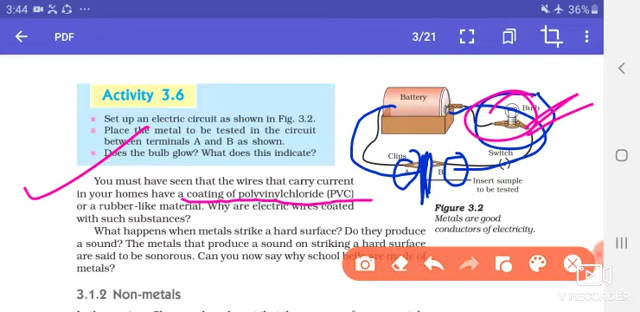 3:44
36%
PDF
3/21
Activity 3.6
Set up an electric circuit as shown in Fig. 3.2.
Place the metal to be tested in the circuit
between terminals A and B as shown.
Does the bulb glow? What does this indicate?
Battery
Bulb
Clips
Switch
A
B
Insert sample
to be tested
Figure 3.2
Metals are good
conductors of electricity.
You must have seen that the wires that carry current
in your homes have a coating of polyvinylchloride (PVC)
or a rubber-like material. Why are electric wires coated
with such substances?
What happens when metals strike a hard surface? Do they produce
a sound? The metals that produce a sound on striking a hard surface
are said to be sonorous. Can you now say why school bells are made of
metals?
3.1.2 Non-metals
V RECORDER